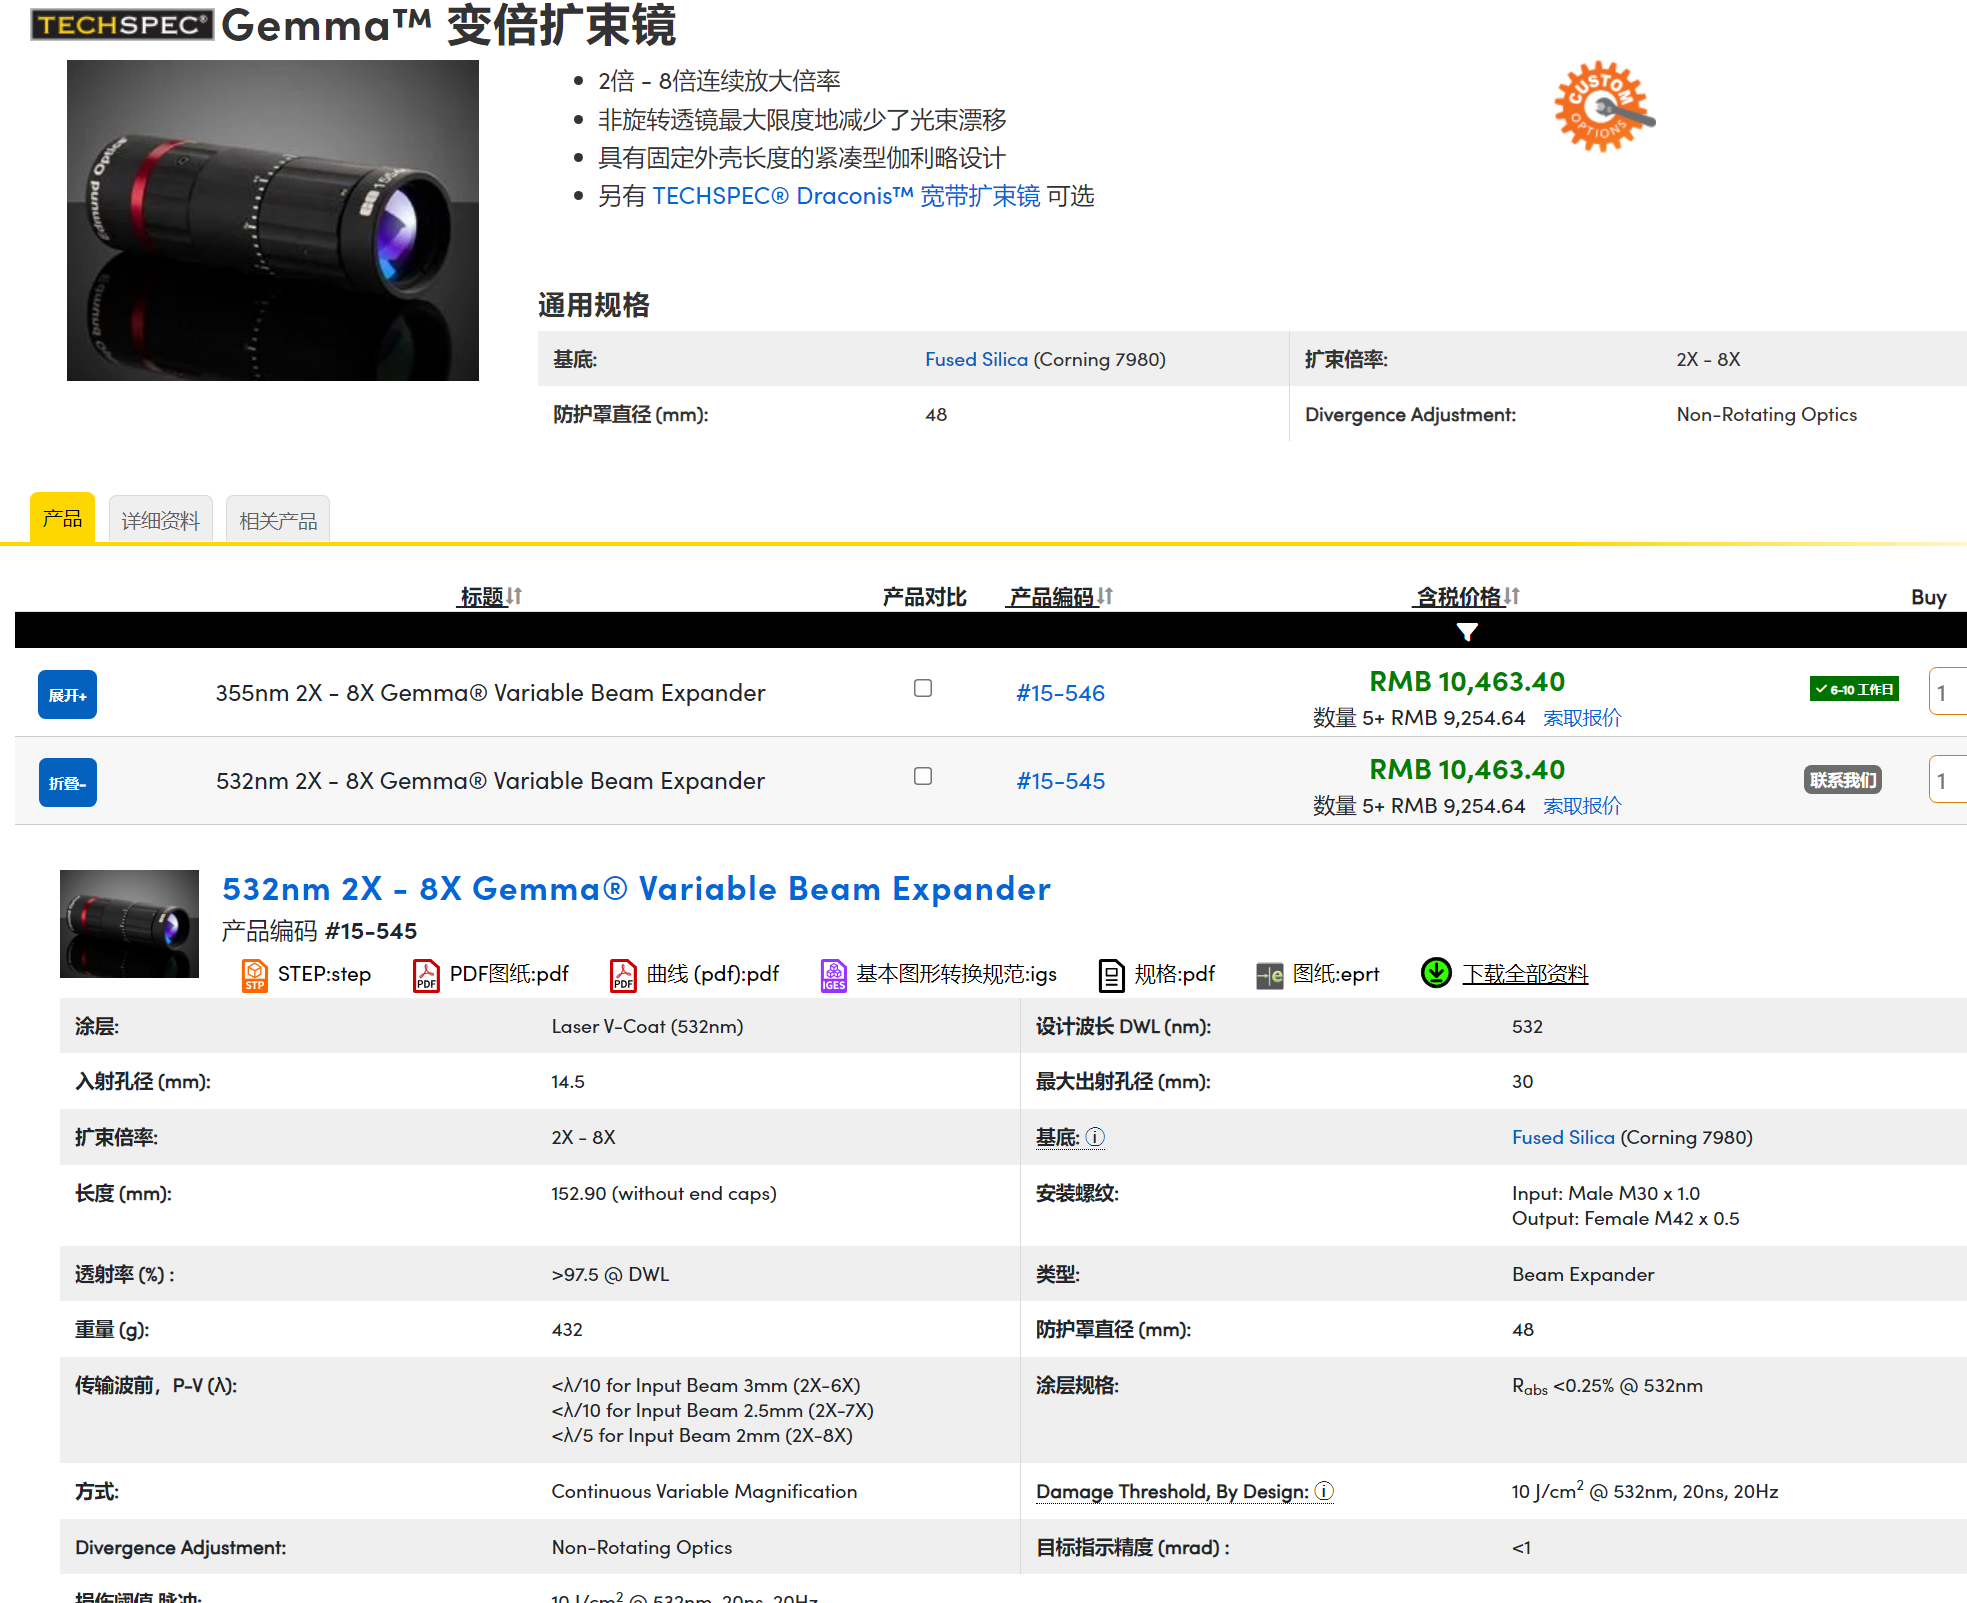 TECHSPEC® Gemma™ 变倍扩束镜
Edmund Optics
2倍 - 8倍连续放大倍率
非旋转透镜最大限度地减少了光束漂移
具有固定外壳长度的紧凑型伽利略设计
另有 TECHSPEC® Draconis™ 宽带扩束镜 可选
CUSTOM OPTIONS
通用规格
基底: Fused Silica (Corning 7980) 扩束倍率: 2X - 8X
防护罩直径 (mm): 48 Divergence Adjustment: Non-Rotating Optics
产品 详细资料 相关产品
标题 产品对比 产品编码 含税价格 Buy
展开+ 355nm 2X - 8X Gemma® Variable Beam Expander #15-546 RMB 10,463.40 6-10 工作日 1
数量 5+ RMB 9,254.64 索取报价
折叠- 532nm 2X - 8X Gemma® Variable Beam Expander #15-545 RMB 10,463.40 联系我们 1
数量 5+ RMB 9,254.64 索取报价
532nm 2X - 8X Gemma® Variable Beam Expander
产品编码 #15-545
STP STEP:step PDF PDF图纸:pdf PDF 曲线 (pdf):pdf IGES 基本图形转换规范:igs 规格:pdf 图纸:eprt 下载全部资料
涂层: Laser V-Coat (532nm) 设计波长 DWL (nm): 532
入射孔径 (mm): 14.5 最大出射孔径 (mm): 30
扩束倍率: 2X - 8X 基底: ⓘ Fused Silica (Corning 7980)
长度 (mm): 152.90 (without end caps) 安装螺纹: Input: Male M30 x 1.0
Output: Female M42 x 0.5
透射率 (%) : >97.5 @ DWL 类型: Beam Expander
重量 (g): 432 防护罩直径 (mm): 48
传输波前，P-V (λ): <λ/10 for Input Beam 3mm (2X-6X) 涂层规格: Rabs <0.25% @ 532nm
<λ/10 for Input Beam 2.5mm (2X-7X)
<λ/5 for Input Beam 2mm (2X-8X)
方式: Continuous Variable Magnification Damage Threshold, By Design: ⓘ 10 J/cm² @ 532nm, 20ns, 20Hz
Divergence Adjustment: Non-Rotating Optics 目标指示精度 (mrad) : <1
损伤阈值,脉冲: 10 J/cm² @ 532nm, 20ns, 20Hz